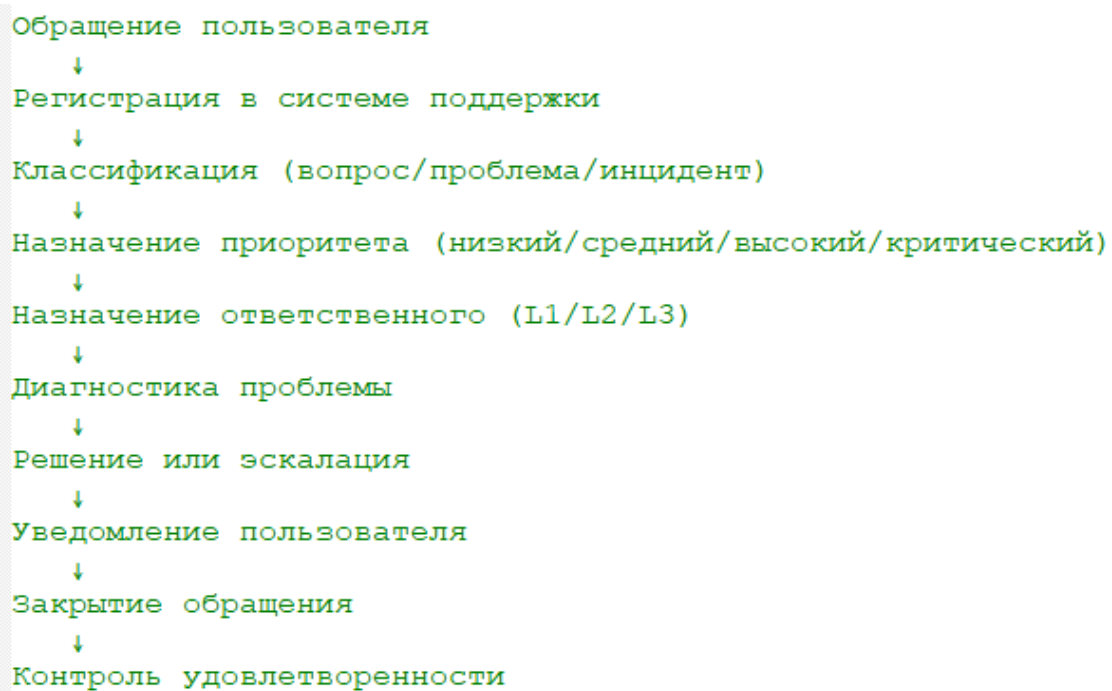 Обращение пользователя
↓
Регистрация в системе поддержки
↓
Классификация (вопрос/проблема/инцидент)
↓
Назначение приоритета (низкий/средний/высокий/критический)
↓
Назначение ответственного (L1/L2/L3)
↓
Диагностика проблемы
↓
Решение или эскалация
↓
Уведомление пользователя
↓
Закрытие обращения
↓
Контроль удовлетворенности